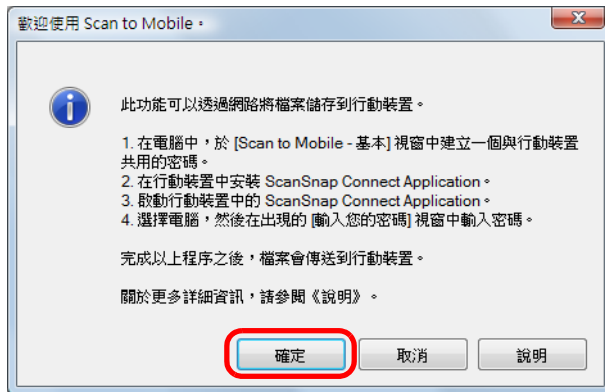 歡迎使用 Scan to Mobile。
此功能可以透過網路將檔案儲存到行動裝置。
1. 在電腦中，於 [Scan to Mobile - 基本] 視窗中建立一個與行動裝置
共用的密碼。
2. 在行動裝置中安裝 ScanSnap Connect Application。
3. 啟動行動裝置中的 ScanSnap Connect Application。
4. 選擇電腦，然後在出現的 [輸入您的密碼] 視窗中輸入密碼。
完成以上程序之後，檔案會傳送到行動裝置。
關於更多詳細資訊，請參閱《說明》。
確定 取消 說明